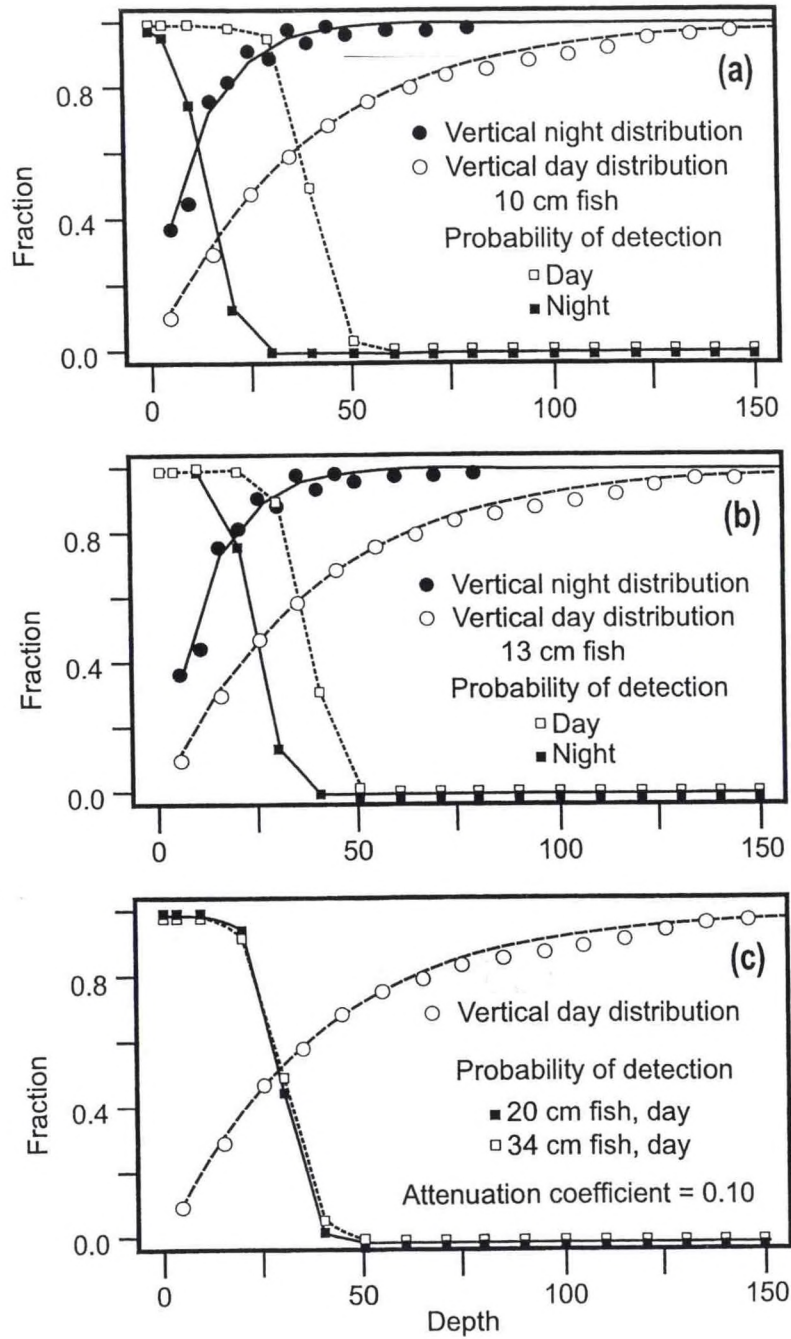 (a)
0.8
Vertical night distribution
Vertical day distribution
10 cm fish
Probability of detection
Day
Night
0.4
0.0
Fraction
0 50 100 150
(b)
0.8
Vertical night distribution
Vertical day distribution
13 cm fish
Probability of detection
Day
Night
0.4
0.0
Fraction
0 50 100 150
(c)
0.8
Vertical day distribution
Probability of detection
20 cm fish, day
34 cm fish, day
Attenuation coefficient = 0.10
0.4
0.0
Fraction
0 50 100 150
Depth